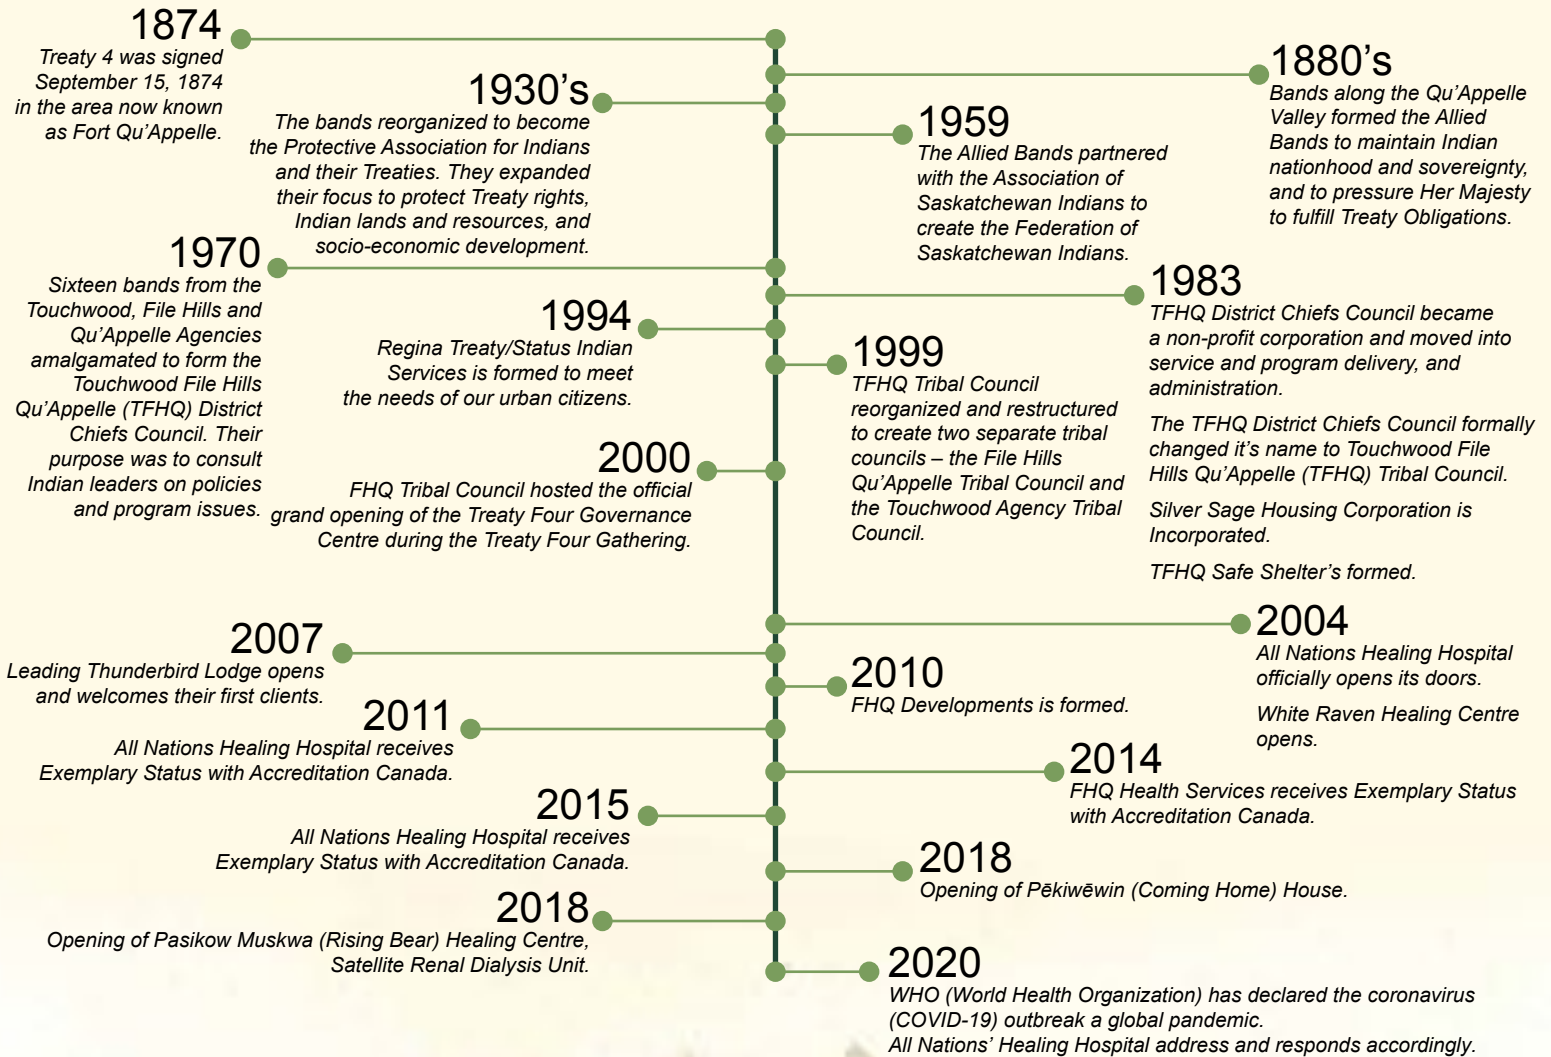 1874
Treaty 4 was signed
September 15, 1874
in the area now known
as Fort Qu’Appelle.
1880’s
Bands along the Qu’Appelle
Valley formed the Allied
Bands to maintain Indian
nationhood and sovereignty,
and to pressure Her Majesty
to fulfill Treaty Obligations.
1930’s
The bands reorganized to become
the Protective Association for Indians
and their Treaties. They expanded
their focus to protect Treaty rights,
Indian lands and resources, and
socio-economic development.
1959
The Allied Bands partnered
with the Association of
Saskatchewan Indians to
create the Federation of
Saskatchewan Indians.
1970
Sixteen bands from the
Touchwood, File Hills and
Qu’Appelle Agencies
amalgamated to form the
Touchwood File Hills
Qu’Appelle (TFHQ) District
Chiefs Council. Their
purpose was to consult
Indian leaders on policies
and program issues.
1983
TFHQ District Chiefs Council became
a non-profit corporation and moved into
service and program delivery, and
administration.
The TFHQ District Chiefs Council formally
changed it’s name to Touchwood File
Hills Qu’Appelle (TFHQ) Tribal Council.
Silver Sage Housing Corporation is
Incorporated.
TFHQ Safe Shelter’s formed.
1994
Regina Treaty/Status Indian
Services is formed to meet
the needs of our urban citizens.
1999
TFHQ Tribal Council
reorganized and restructured
to create two separate tribal
councils – the File Hills
Qu’Appelle Tribal Council and
the Touchwood Agency Tribal
Council.
2000
FHQ Tribal Council hosted the official
grand opening of the Treaty Four Governance
Centre during the Treaty Four Gathering.
2004
All Nations Healing Hospital
officially opens its doors.
White Raven Healing Centre
opens.
2007
Leading Thunderbird Lodge opens
and welcomes their first clients.
2010
FHQ Developments is formed.
2011
All Nations Healing Hospital receives
Exemplary Status with Accreditation Canada.
2014
FHQ Health Services receives Exemplary Status
with Accreditation Canada.
2015
All Nations Healing Hospital receives
Exemplary Status with Accreditation Canada.
2018
Opening of Pēkiwēwin (Coming Home) House.
2018
Opening of Pasikow Muskwa (Rising Bear) Healing Centre,
Satellite Renal Dialysis Unit.
2020
WHO (World Health Organization) has declared the coronavirus
(COVID-19) outbreak a global pandemic.
All Nations’ Healing Hospital address and responds accordingly.